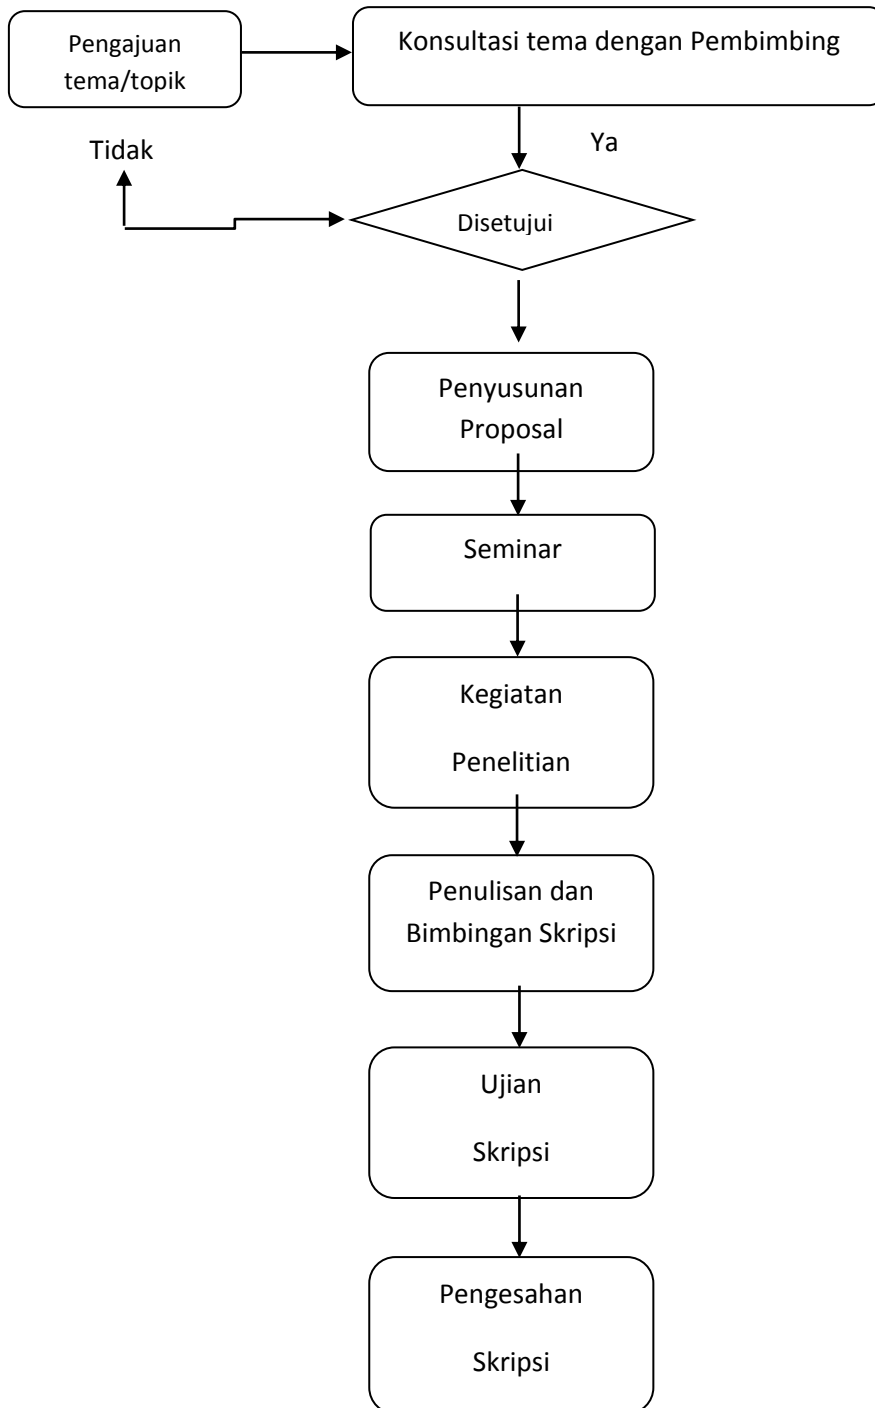 Pengajuan
tema/topik
Konsultasi tema dengan Pembimbing
Tidak
Ya
Disetujui
Penyusunan
Proposal
Seminar
Kegiatan
Penelitian
Penulisan dan
Bimbingan Skripsi
Ujian
Skripsi
Pengesahan
Skripsi